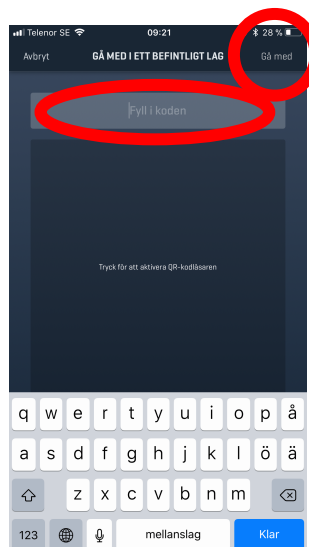 Telenor SE 09:21 28 %
Avbryt GÅ MED I ETT BEFINTLIGT LAG Gå med
Fyll i koden
Tryck för att aktivera QR-kodläsaren
q w e r t y u i o p å
a s d f g h j k l ö ä
z x c v b n m
123 mellanslag Klar